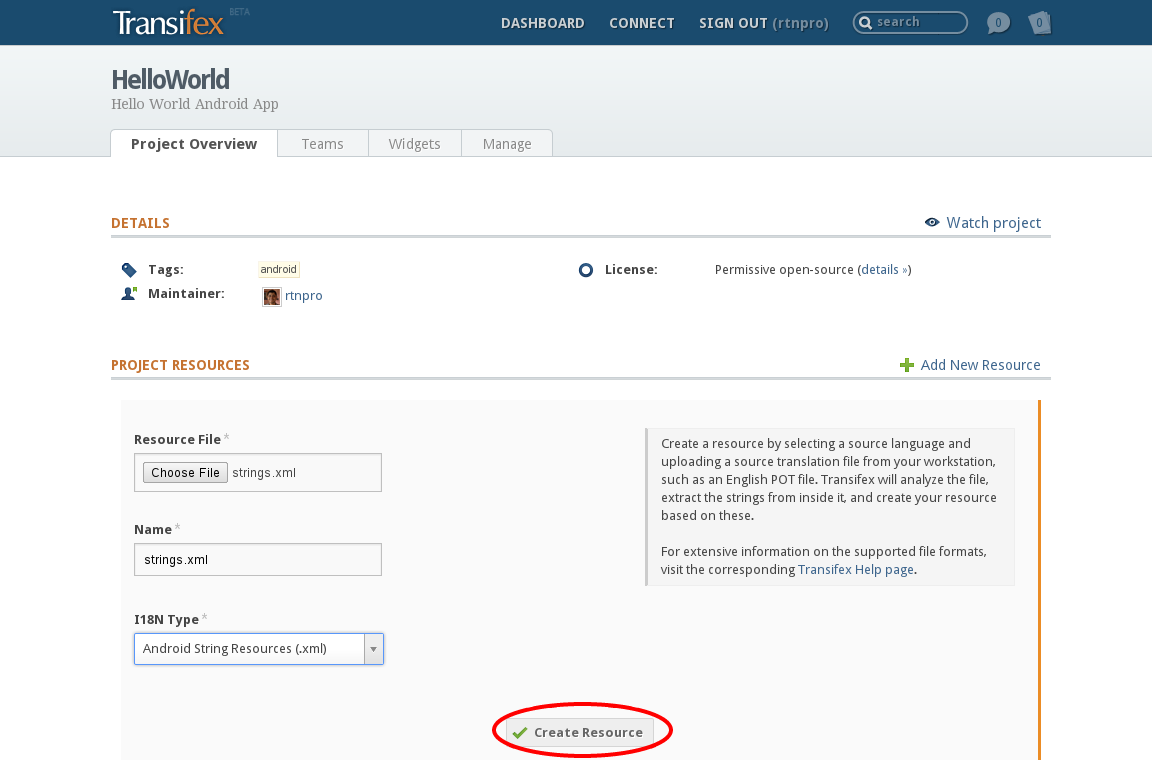 Transifex BETA
DASHBOARD CONNECT SIGN OUT (rtnpro) search 0 0
HelloWorld
Hello World Android App
Project Overview Teams Widgets Manage
DETAILS Watch project
Tags: android License: Permissive open-source (details »)
Maintainer: rtnpro
PROJECT RESOURCES Add New Resource
Resource File *
Choose File strings.xml
Name *
strings.xml
I18N Type *
Android String Resources (.xml)
Create a resource by selecting a source language and
uploading a source translation file from your workstation,
such as an English POT file. Transifex will analyze the file,
extract the strings from inside it, and create your resource
based on these.
For extensive information on the supported file formats,
visit the corresponding Transifex Help page.
Create Resource